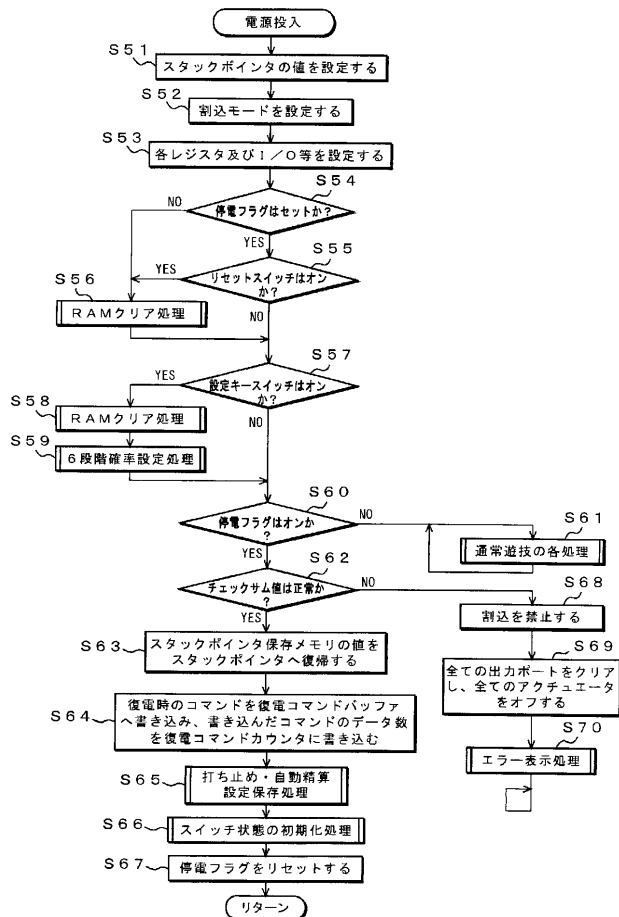 電源投入
S51
スタックポインタの値を設定する
S52
割込モードを設定する
S53
各レジスタ及びI/O等を設定する
S54
停電フラグはセットか?
NO
YES
S55
リセットスイッチはオン
か?
YES
NO
S56
RAMクリア処理
S57
設定キースイッチはオン
か?
YES
NO
S58
RAMクリア処理
S59
6段階確率設定処理
S60
停電フラグはオンか
?
NO
YES
S61
通常遊技の各処理
S62
チェックサム値は正常か
?
NO
YES
S63
スタックポインタ保存メモリの値を
スタックポインタへ復帰する
S64
復電時のコマンドを復電コマンドバッファ
へ書き込み、書き込んだコマンドのデータ数
を復電コマンドカウンタに書き込む
S65
打ち止め・自動精算
設定保存処理
S66
スイッチ状態の初期化処理
S67
停電フラグをリセットする
リターン
S68
割込を禁止する
S69
全ての出力ポートをクリア
し、全てのアクチュエータ
をオフする
S70
エラー表示処理